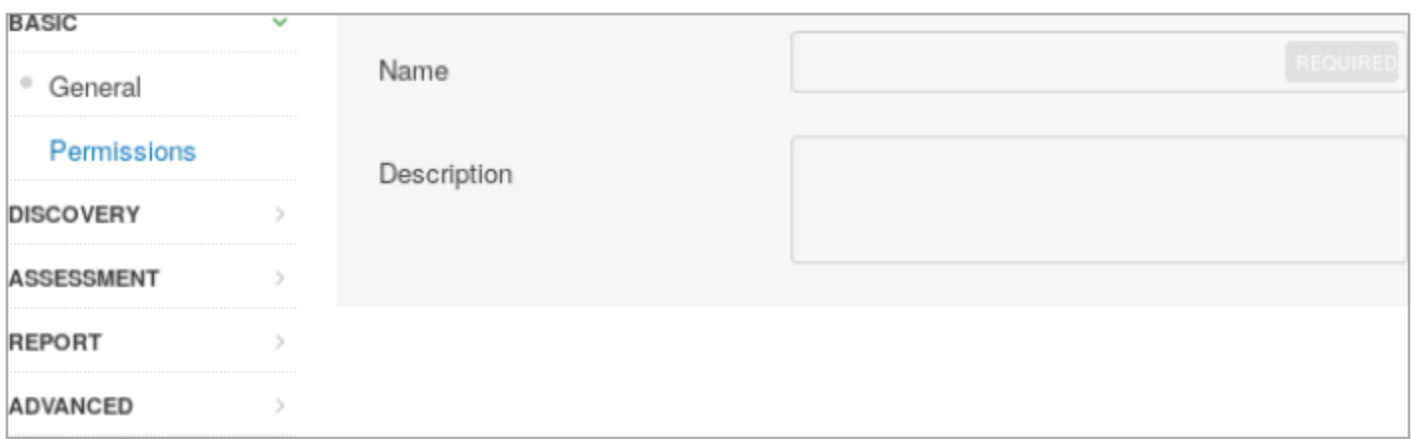 BASIC
General
Permissions
DISCOVERY
ASSESSMENT
REPORT
ADVANCED
Name
REQUIRED
Description